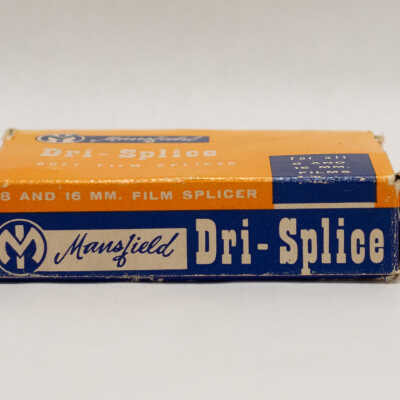 M Mansfield
Dri-Splice
8MM FILM SPLICER
For all
8 AND
16 MM.
FILMS
8 AND 16 MM. FILM SPLICER
M Mansfield Dri-Splice